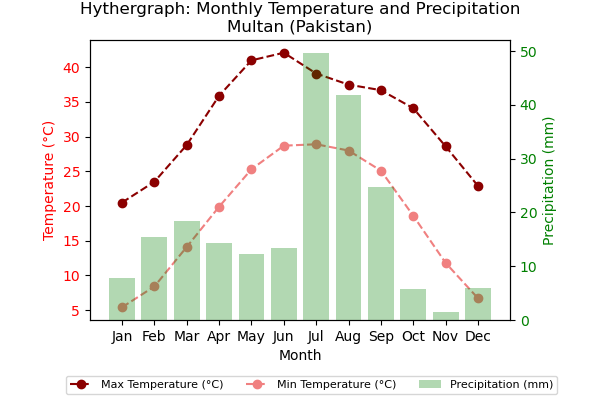 Hythergraph: Monthly Temperature and Precipitation
Multan (Pakistan)
Temperature (°C)
40
35
30
25
20
15
10
5
50
40
30
20
10
0
Precipitation (mm)
Jan Feb Mar Apr May Jun Jul Aug Sep Oct Nov Dec
Month
Max Temperature (°C) Min Temperature (°C) Precipitation (mm)